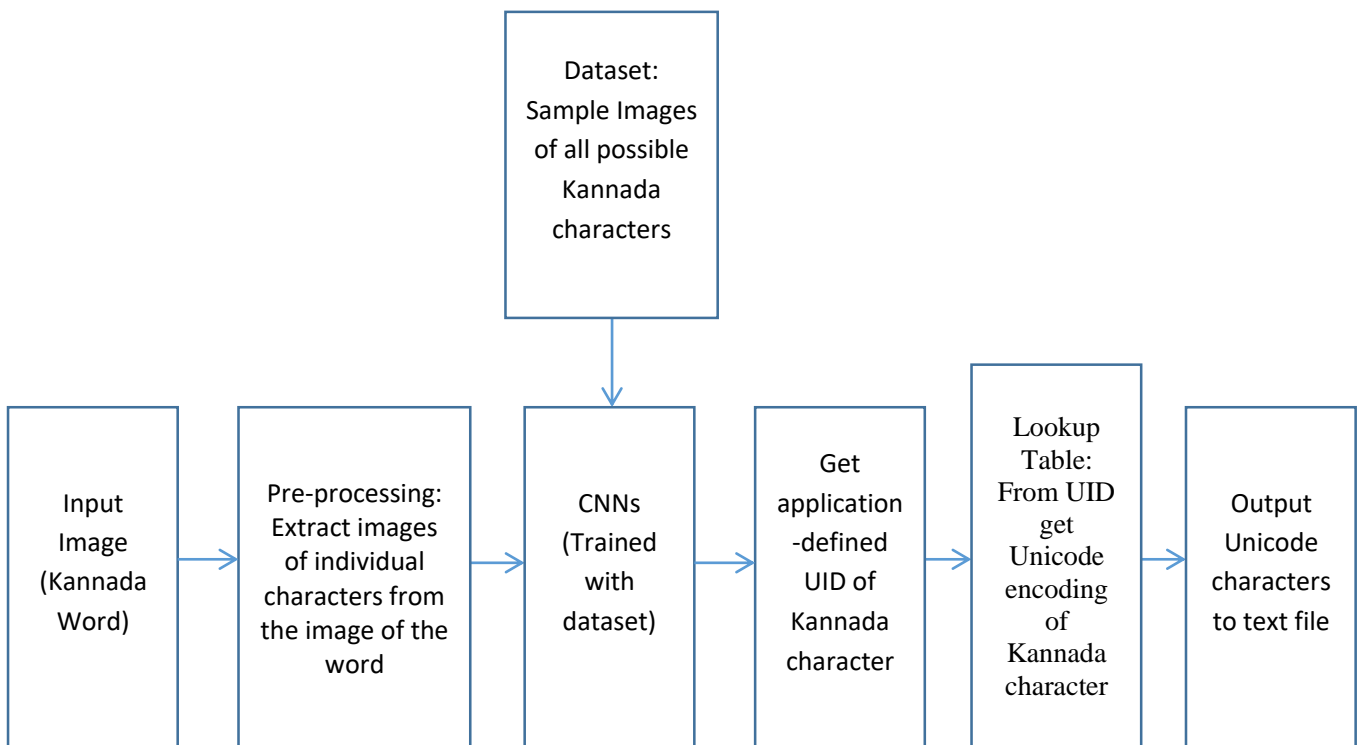 Dataset:
Sample Images
of all possible
Kannada
characters
Input
Image
(Kannada
Word)
Pre-processing:
Extract images
of individual
characters from
the image of the
word
CNNs
(Trained
with
dataset)
Get
application
-defined
UID of
Kannada
character
Lookup
Table:
From UID
get
Unicode
encoding
of
Kannada
character
Output
Unicode
characters
to text file